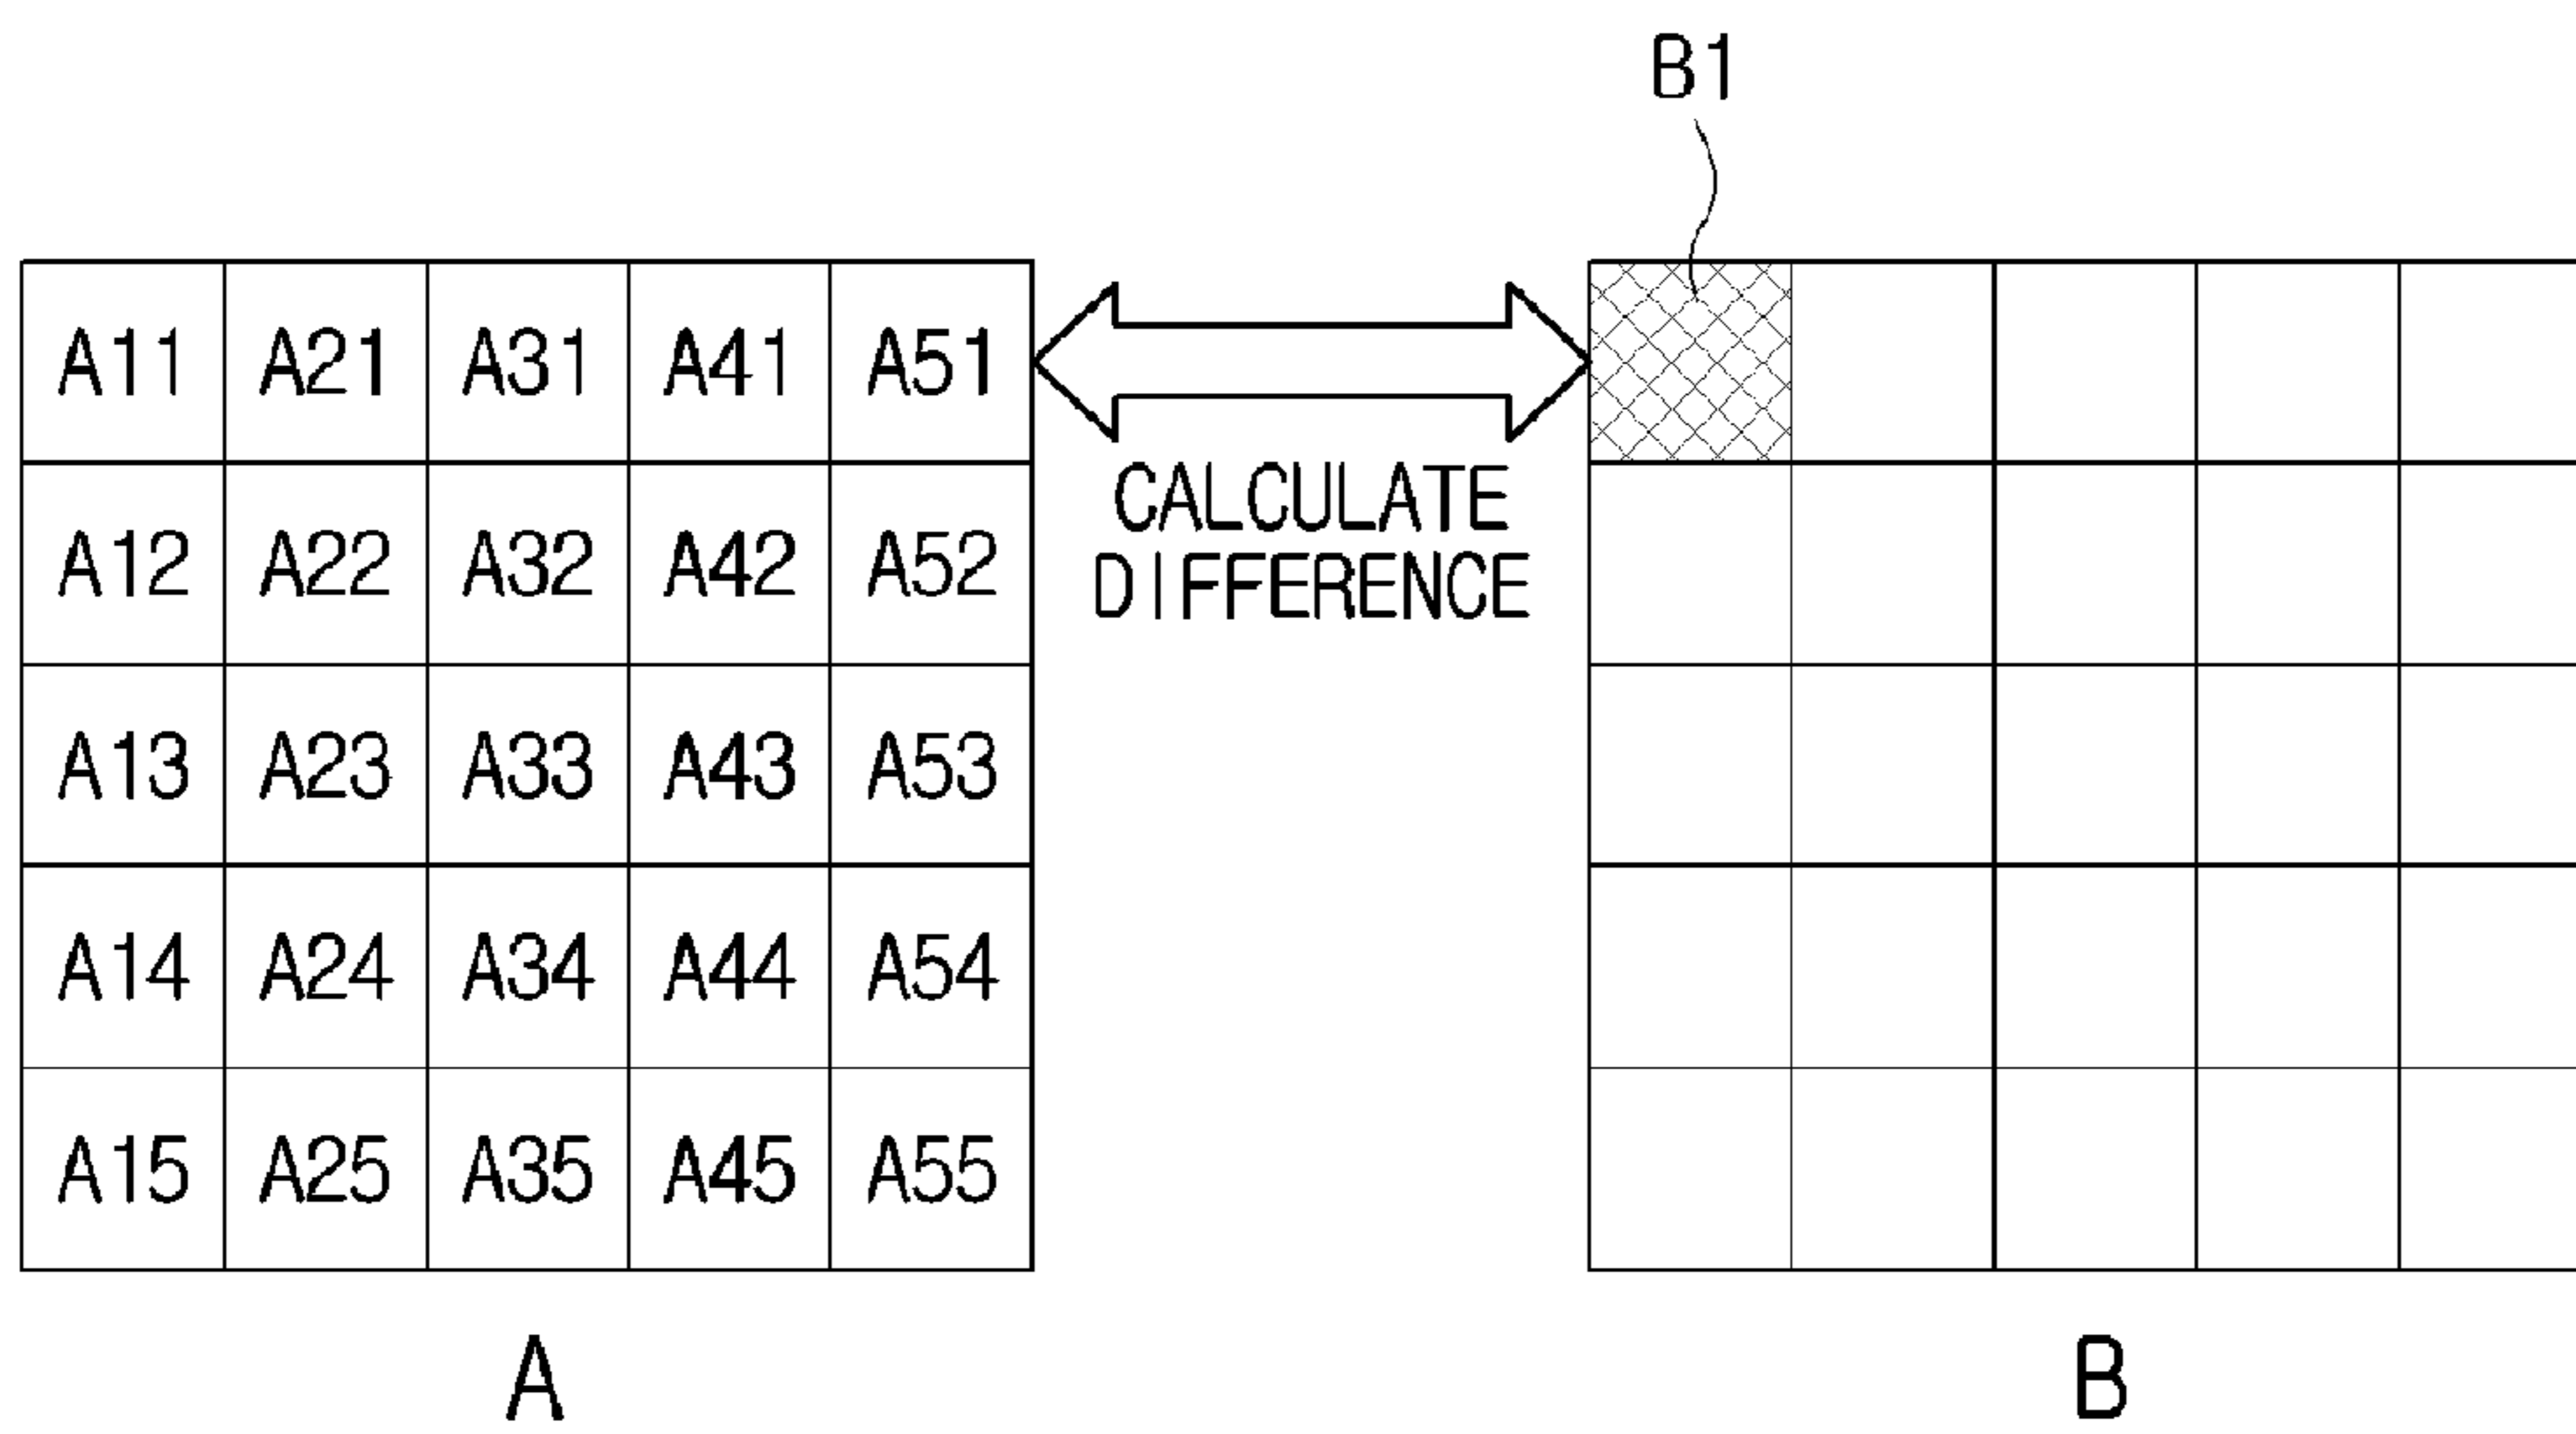 B1
A11 A21 A31 A41 A51
CALCULATE
DIFFERENCE
A12 A22 A32 A42 A52
A13 A23 A33 A43 A53
A14 A24 A34 A44 A54
A15 A25 A35 A45 A55
A
B